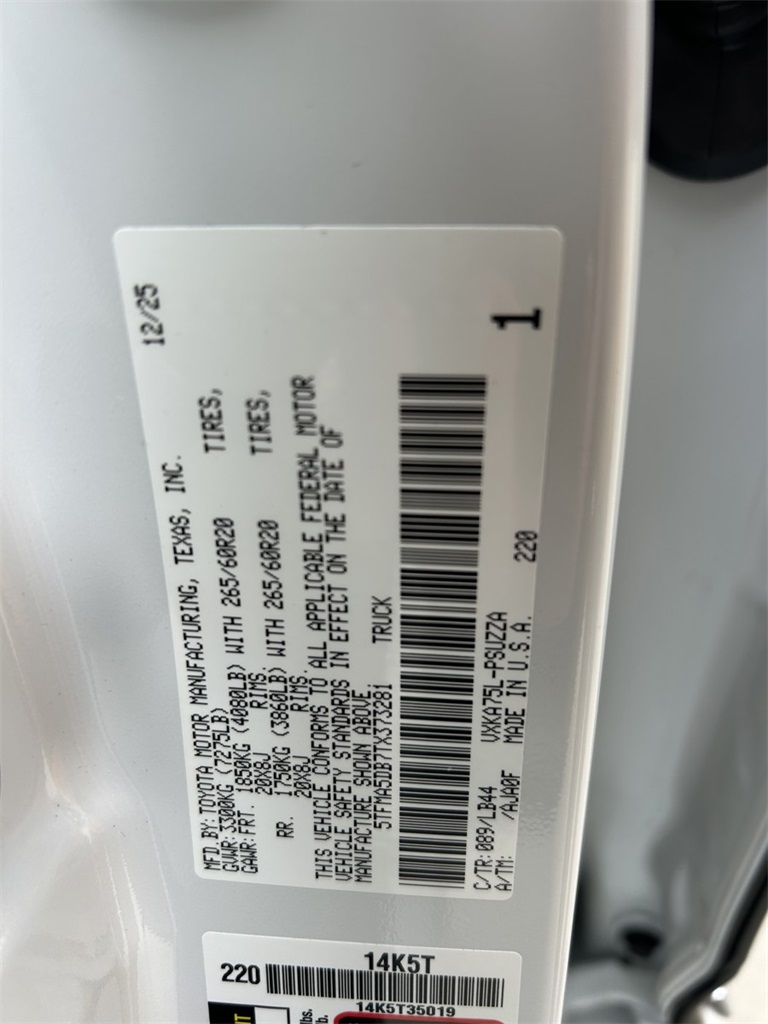 12/25
MFD.BY: TOYOTA MOTOR MANUFACTURING, TEXAS, INC.
GVWR: 3300KG (7275LB)
GAWR: FRT. 1850KG (4080LB) WITH 265/60R20 TIRES,
20X8J RIMS.
RR. 1750KG (3860LB) WITH 265/60R20 TIRES,
20X8J RIMS.
THIS VEHICLE CONFORMS TO ALL APPLICABLE FEDERAL MOTOR
VEHICLE SAFETY STANDARDS IN EFFECT ON THE DATE OF
MANUFACTURE SHOWN ABOVE.
5TFMA5DB7TX373281 TRUCK
C/TR: 089/LB44 VXKA75L-PSUZZA 220
A/TM: /AJA0F MADE IN U.S.A.
1
14K5T
220
14K5T35019